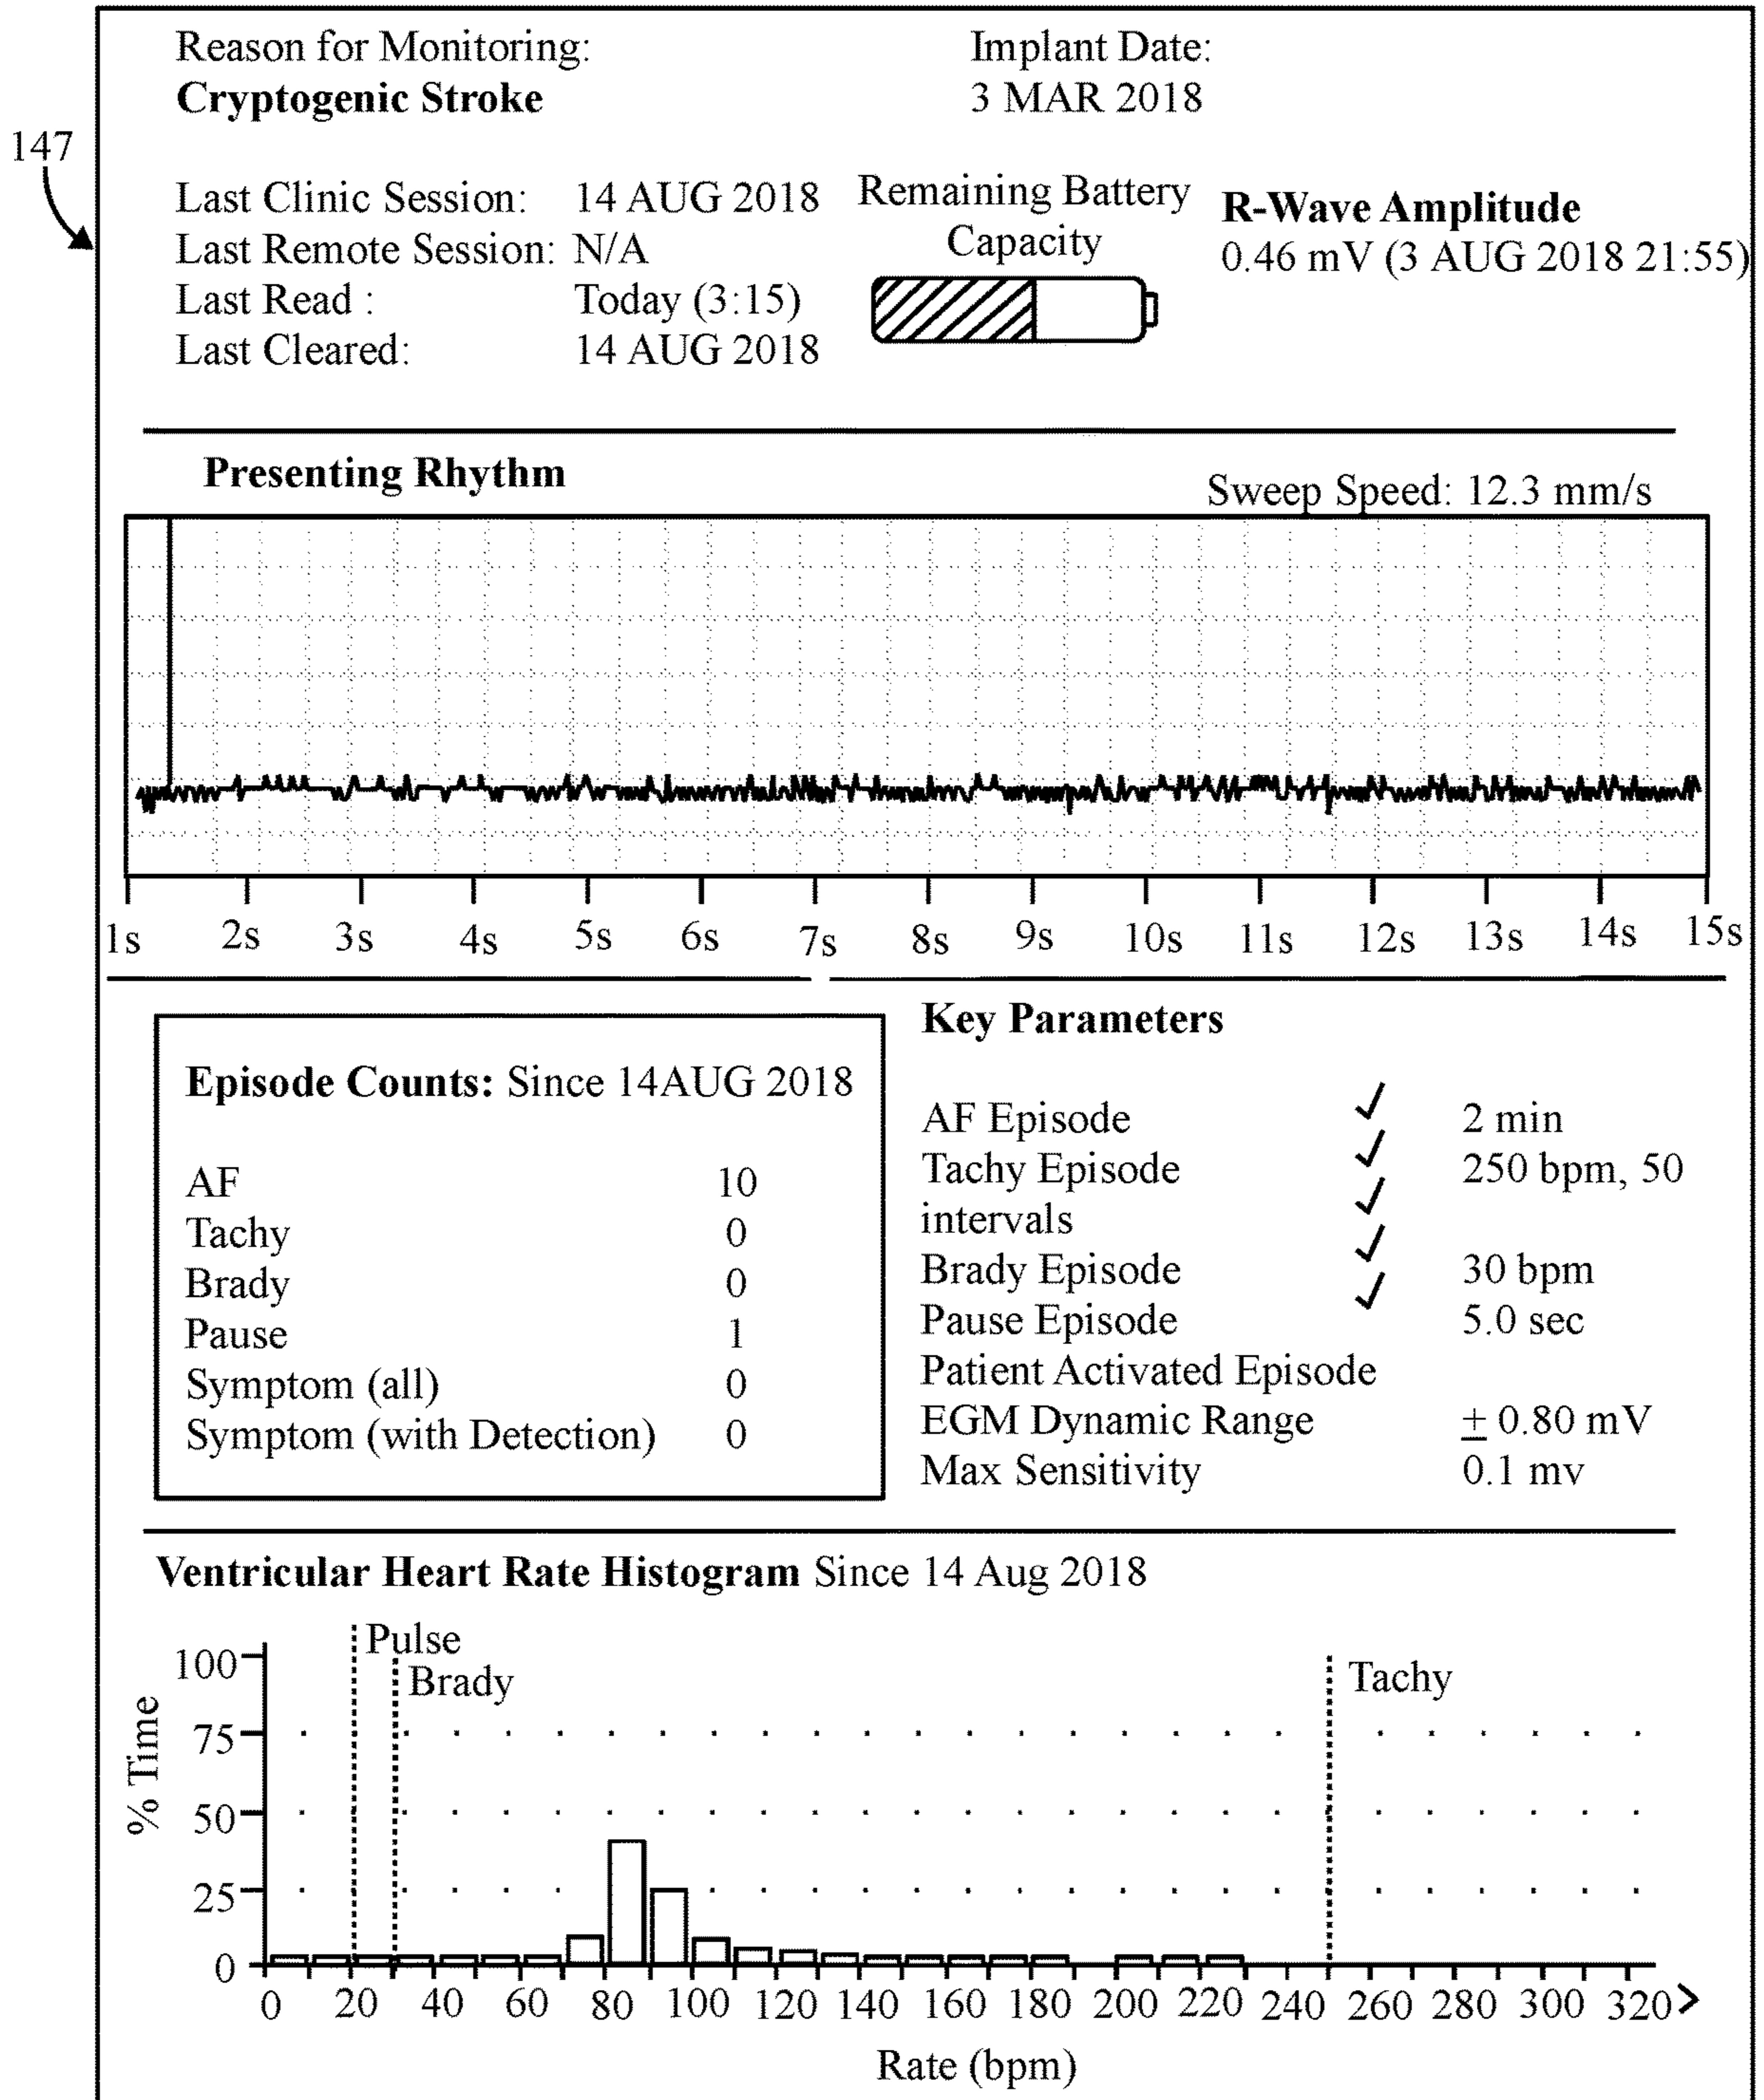 147
Reason for Monitoring:
Cryptogenic Stroke
Implant Date:
3 MAR 2018
Last Clinic Session: 14 AUG 2018
Last Remote Session: N/A
Last Read : Today (3:15)
Last Cleared: 14 AUG 2018
Remaining Battery
Capacity
R-Wave Amplitude
0.46 mV (3 AUG 2018 21:55)
Presenting Rhythm
Sweep Speed: 12.3 mm/s
1s 2s 3s 4s 5s 6s 7s 8s 9s 10s 11s 12s 13s 14s 15s
Episode Counts: Since 14AUG 2018
AF 10
Tachy 0
Brady 0
Pause 1
Symptom (all) 0
Symptom (with Detection) 0
Key Parameters
AF Episode ✓ 2 min
Tachy Episode ✓ 250 bpm, 50
intervals ✓
Brady Episode ✓ 30 bpm
Pause Episode ✓ 5.0 sec
Patient Activated Episode
EGM Dynamic Range ± 0.80 mV
Max Sensitivity 0.1 mv
Ventricular Heart Rate Histogram Since 14 Aug 2018
Pulse
Brady
Tachy
% Time
100
75
50
25
0
0 20 40 60 80 100 120 140 160 180 200 220 240 260 280 300 320>
Rate (bpm)